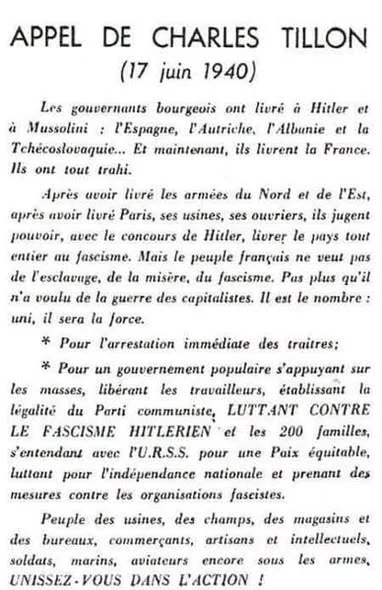 APPEL DE CHARLES TILLON
(17 juin 1940)
Les gouvernants bourgeois ont livré à Hitler et
à Mussolini : l'Espagne, l'Autriche, l'Albanie et la
Tchécoslovaquie... Et maintenant, ils livrent la France.
Ils ont tout trahi.
Après avoir livré les armées du Nord et de l'Est,
après avoir livré Paris, ses usines, ses ouvriers, ils jugent
pouvoir, avec le concours de Hitler, livrer le pays tout
entier au fascisme. Mais le peuple français ne veut pas
de l'esclavage, de la misère, du fascisme. Pas plus qu'il
n'a voulu de la guerre des capitalistes. Il est le nombre :
uni, il sera la force.
* Pour l'arrestation immédiate des traitres;
* Pour un gouvernement populaire s'appuyant sur
les masses, libérant les travailleurs, établissant la
légalité du Parti communiste, LUTTANT CONTRE
LE FASCISME HITLERIEN et les 200 familles,
s'entendant avec l'U.R.S.S. pour une Paix équitable,
luttant pour l'indépendance nationale et prenant des
mesures contre les organisations fascistes.
Peuple des usines, des champs, des magasins et
des bureaux, commerçants, artisans et intellectuels,
soldats, marins, aviateurs encore sous les armes,
UNISSEZ-VOUS DANS L'ACTION !